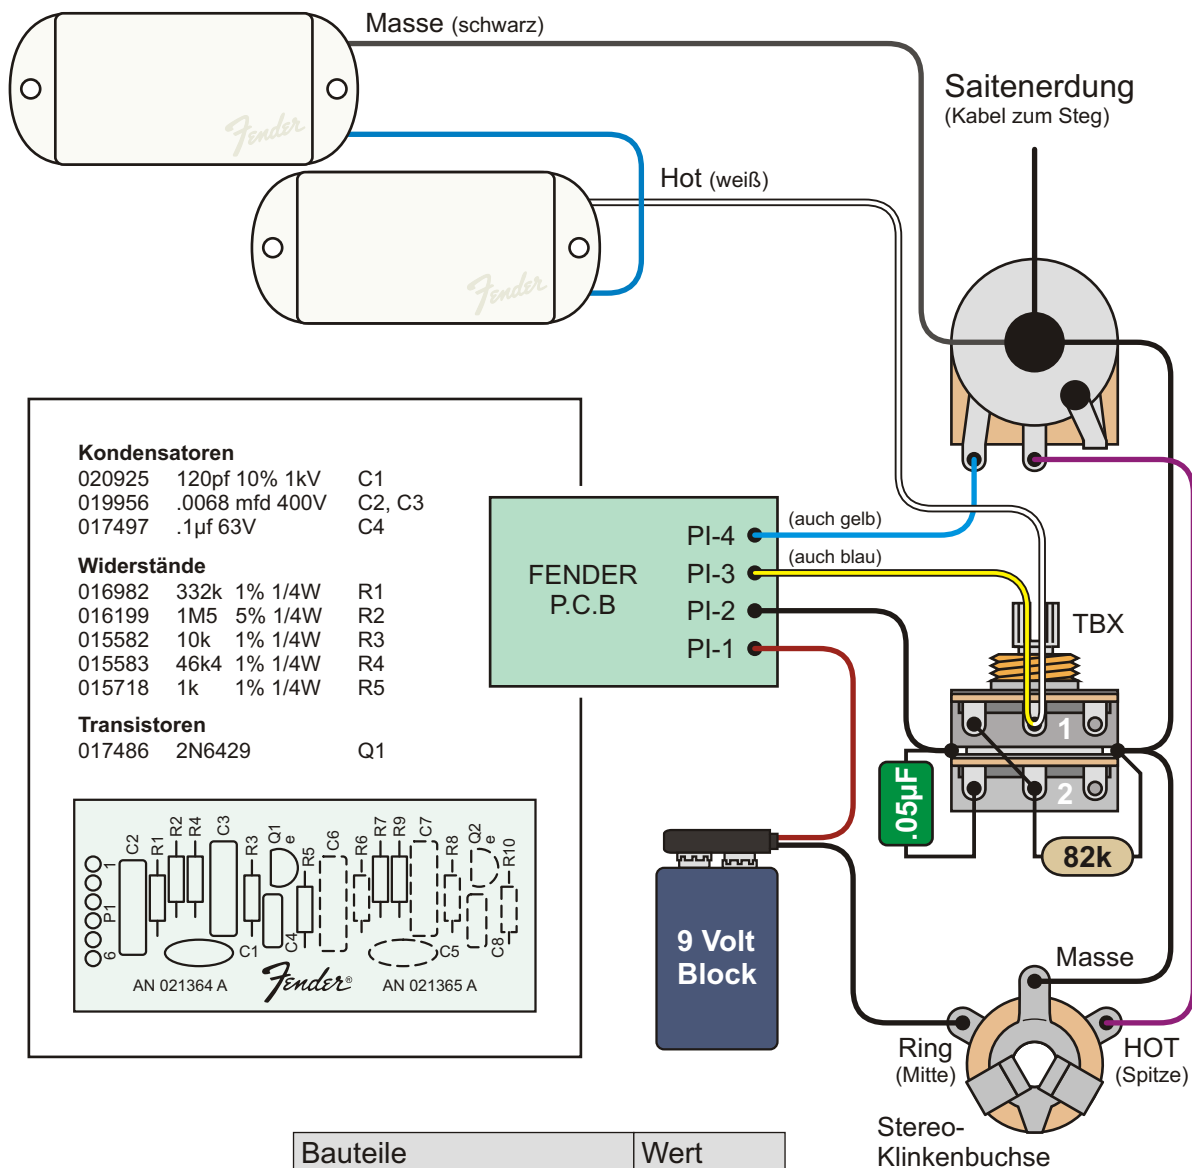 Masse (schwarz)
Fender
Saitenerdung
(Kabel zum Steg)
Hot (weiß)
Fender
Kondensatoren
020925 120pf 10% 1kV C1
019956 .0068 mfd 400V C2, C3
017497 .1µf 63V C4
Widerstände
016982 332k 1% 1/4W R1
016199 1M5 5% 1/4W R2
015582 10k 1% 1/4W R3
015583 46k4 1% 1/4W R4
015718 1k 1% 1/4W R5
Transistoren
017486 2N6429 Q1
FENDER
P.C.B
PI-4
PI-3
PI-2
PI-1
(auch gelb)
(auch blau)
TBX
1
2
.05µF
82k
1
P1
6
C2
R1
R2
R4
C3
R3
Q1
e
R5
C6
R6
R7
R9
C7
R8
Q2
e
R10
C1
C4
C5
C8
AN 021364 A
Fender®
AN 021365 A
9 Volt
Block
Masse
Ring
(Mitte)
HOT
(Spitze)
Stereo-
Klinkenbuchse
Bauteile Wert